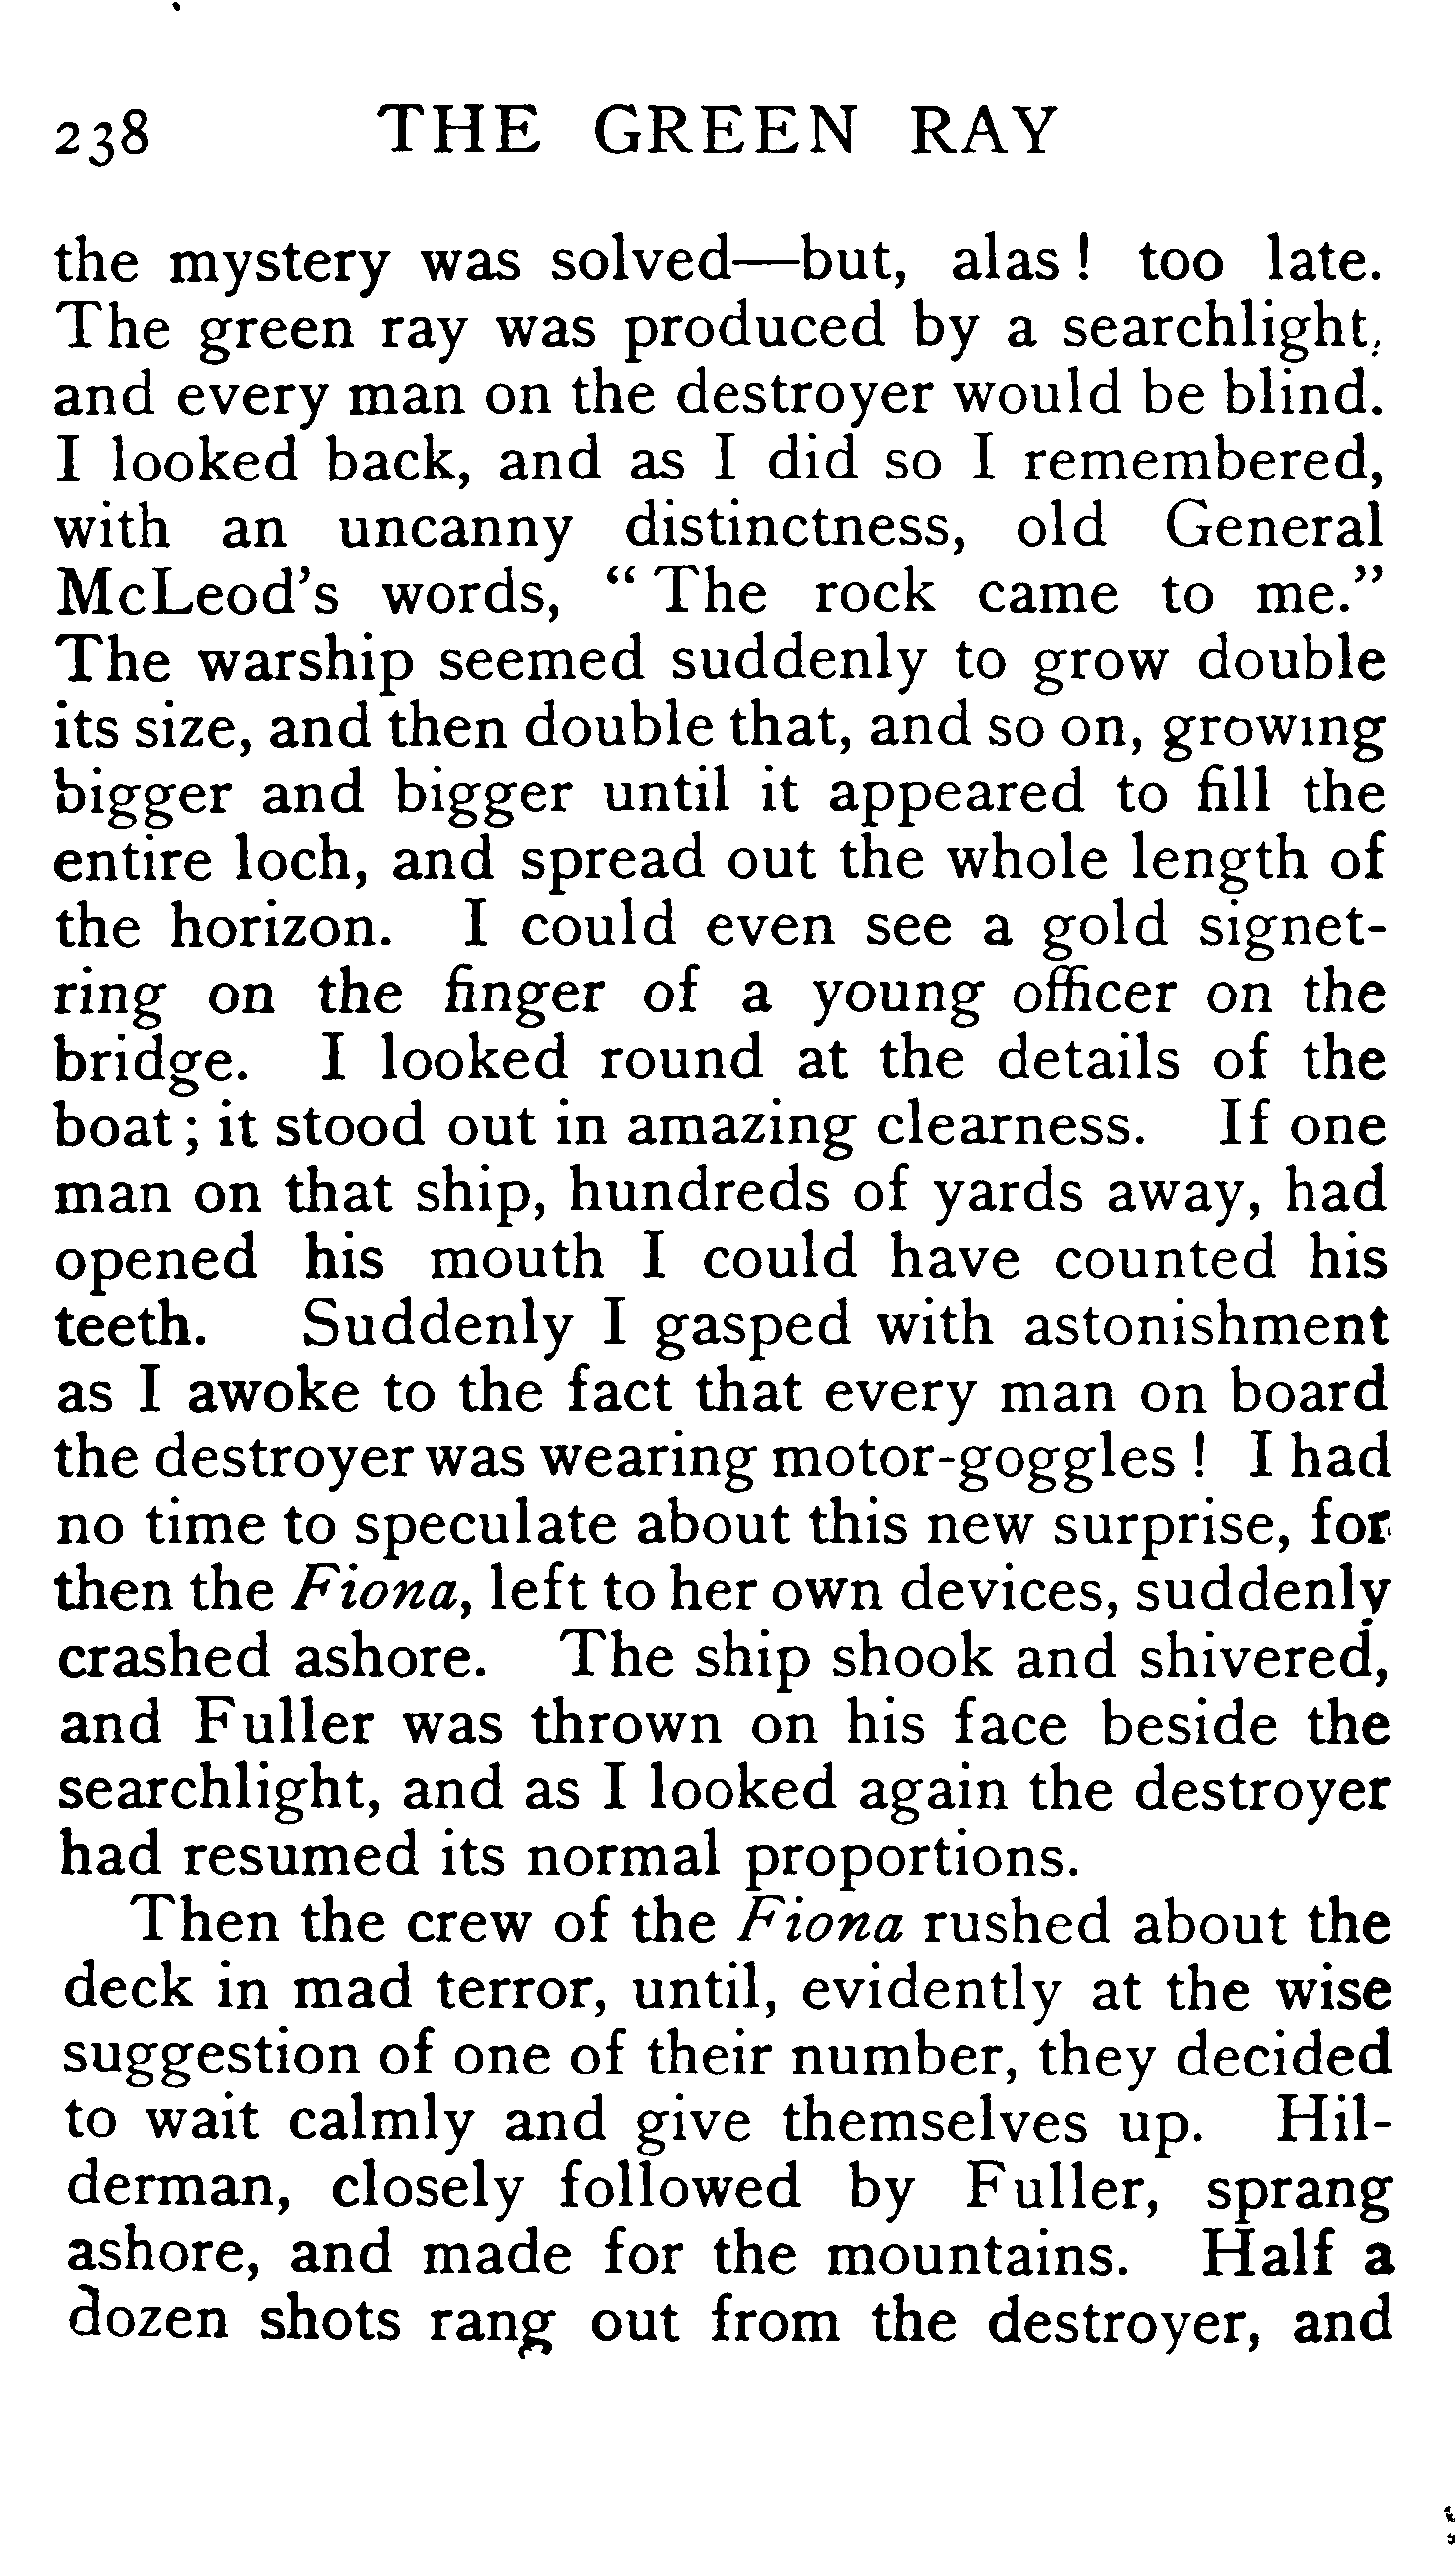 238 THE GREEN RAY
the mystery was solved—but, alas! too late.
The green ray was produced by a searchlight,
and every man on the destroyer would be blind.
I looked back, and as I did so I remembered,
with an uncanny distinctness, old General
McLeod's words, "The rock came to me."
The warship seemed suddenly to grow double
its size, and then double that, and so on, growing
bigger and bigger until it appeared to fill the
entire loch, and spread out the whole length of
the horizon. I could even see a gold signet-
ring on the finger of a young officer on the
bridge. I looked round at the details of the
boat; it stood out in amazing clearness. If one
man on that ship, hundreds of yards away, had
opened his mouth I could have counted his
teeth. Suddenly I gasped with astonishment
as I awoke to the fact that every man on board
the destroyer was wearing motor-goggles! I had
no time to speculate about this new surprise, for
then the Fiona, left to her own devices, suddenly
crashed ashore. The ship shook and shivered,
and Fuller was thrown on his face beside the
searchlight, and as I looked again the destroyer
had resumed its normal proportions.
Then the crew of the Fiona rushed about the
deck in mad terror, until, evidently at the wise
suggestion of one of their number, they decided
to wait calmly and give themselves up. Hil-
derman, closely followed by Fuller, sprang
ashore, and made for the mountains. Half a
dozen shots rang out from the destroyer, and